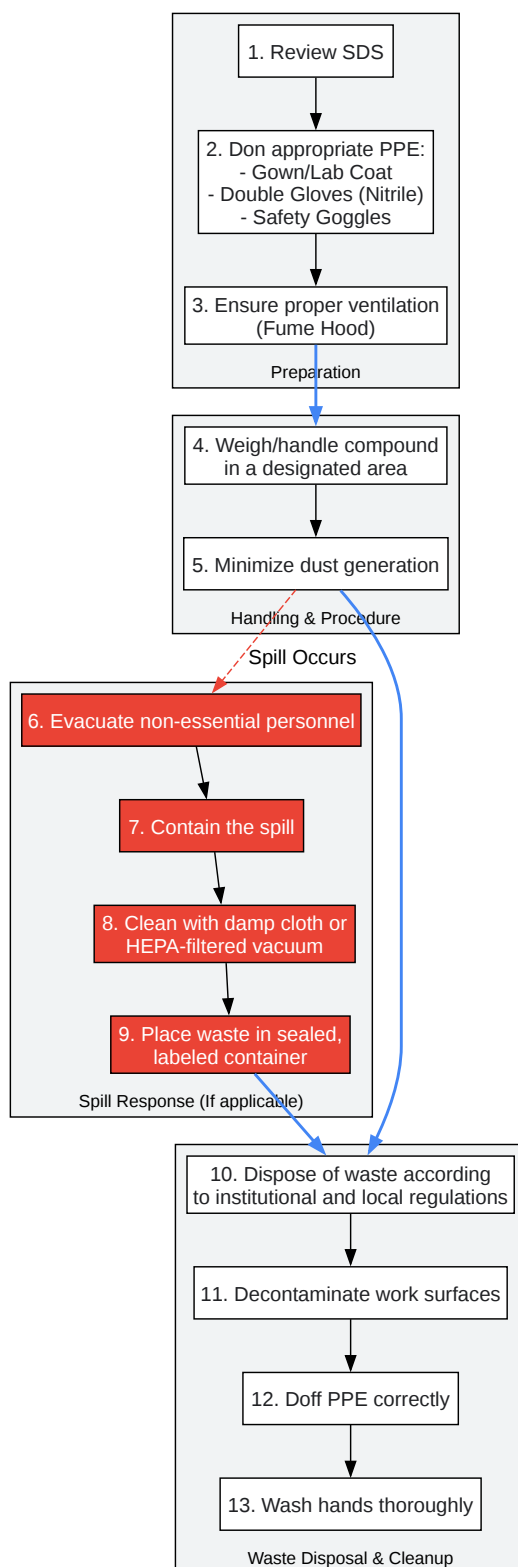 1. Review SDS
2. Don appropriate PPE:
- Gown/Lab Coat
- Double Gloves (Nitrile)
- Safety Goggles
3. Ensure proper ventilation
(Fume Hood)
Preparation
4. Weigh/handle compound
in a designated area
5. Minimize dust generation
Handling & Procedure
Spill Occurs
6. Evacuate non-essential personnel
7. Contain the spill
8. Clean with damp cloth or
HEPA-filtered vacuum
9. Place waste in sealed,
labeled container
Spill Response (If applicable)
10. Dispose of waste according
to institutional and local regulations
11. Decontaminate work surfaces
12. Doff PPE correctly
13. Wash hands thoroughly
Waste Disposal & Cleanup